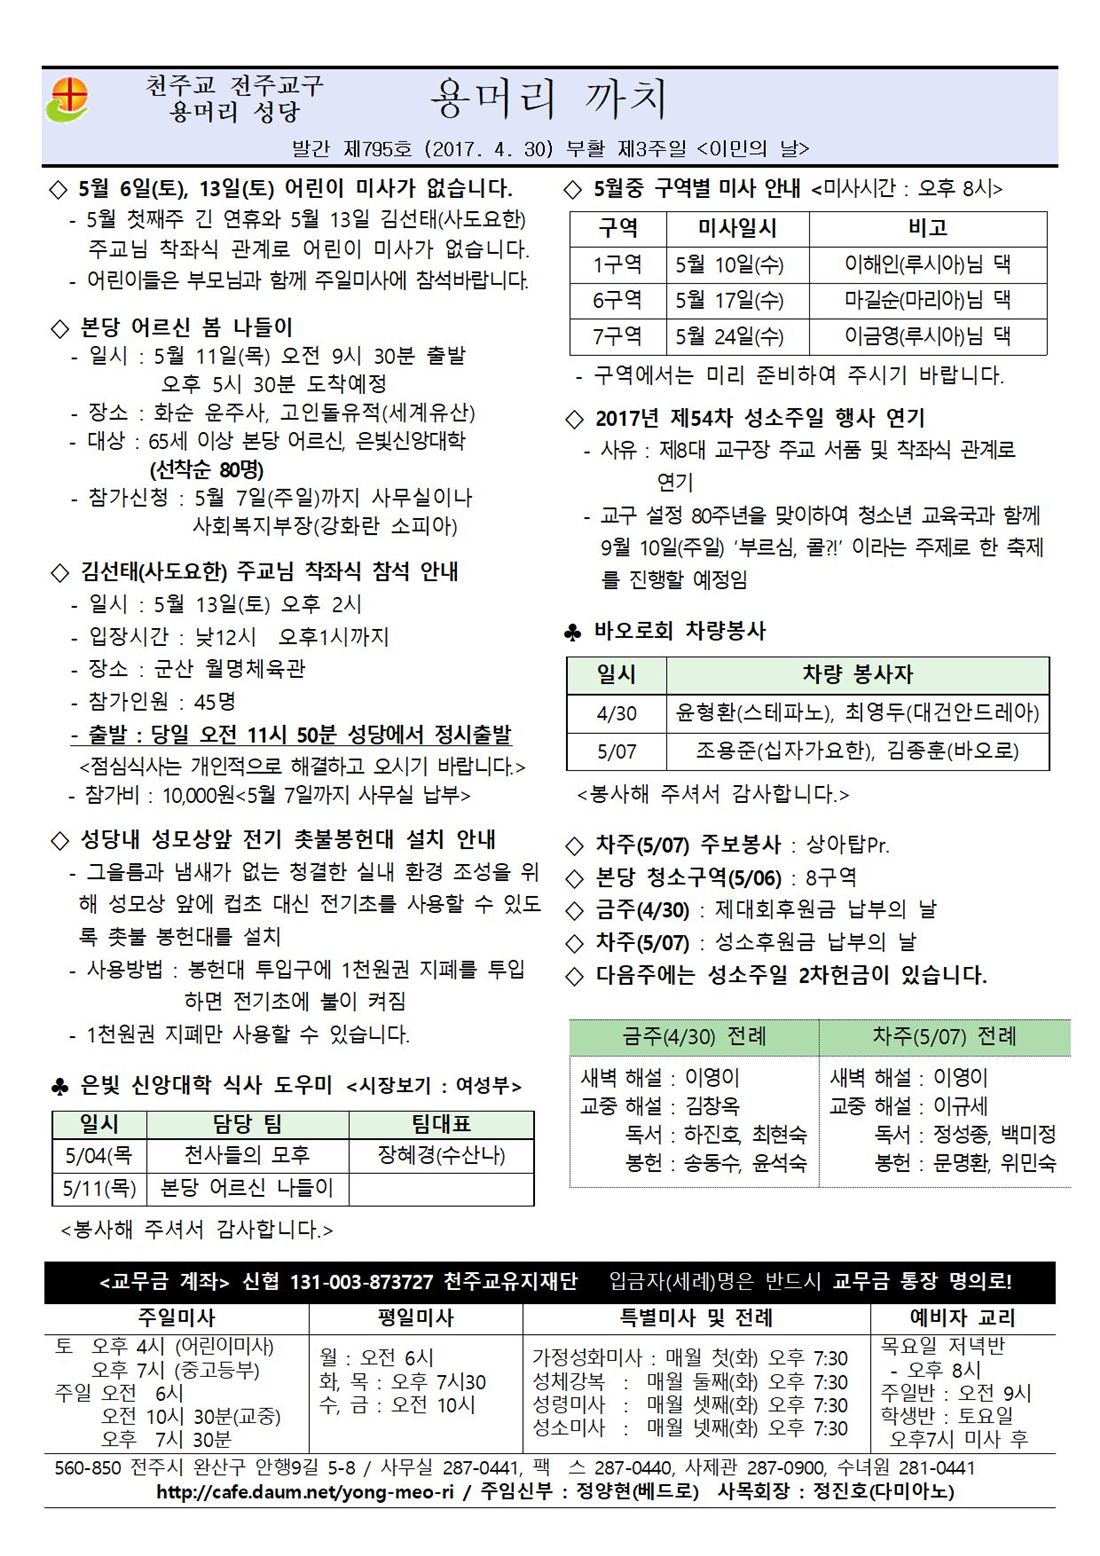 천주교 전주교구
용머리 성당
용머리 까치
발간 제795호 (2017. 4. 30) 부활 제3주일 <이민의 날>
◇ 5월 6일(토), 13일(토) 어린이 미사가 없습니다.
- 5월 첫째주 긴 연휴와 5월 13일 김선태(사도요한)
주교님 착좌식 관계로 어린이 미사가 없습니다.
- 어린이들은 부모님과 함께 주일미사에 참석바랍니다.
◇ 본당 어르신 봄 나들이
- 일시 : 5월 11일(목) 오전 9시 30분 출발
오후 5시 30분 도착예정
- 장소 : 화순 운주사, 고인돌유적(세계유산)
- 대상 : 65세 이상 본당 어르신, 은빛신앙대학
(선착순 80명)
- 참가신청 : 5월 7일(주일)까지 사무실이나
사회복지부장(강화란 소피아)
◇ 김선태(사도요한) 주교님 착좌식 참석 안내
- 일시 : 5월 13일(토) 오후 2시
- 입장시간 : 낮12시 오후1시까지
- 장소 : 군산 월명체육관
- 참가인원 : 45명
- 출발 : 당일 오전 11시 50분 성당에서 정시출발
<점심식사는 개인적으로 해결하고 오시기 바랍니다.>
- 참가비 : 10,000원<5월 7일까지 사무실 납부>
◇ 성당내 성모상앞 전기 촛불봉헌대 설치 안내
- 그을름과 냄새가 없는 청결한 실내 환경 조성을 위
해 성모상 앞에 컵초 대신 전기초를 사용할 수 있도
록 촛불 봉헌대를 설치
- 사용방법 : 봉헌대 투입구에 1천원권 지폐를 투입
하면 전기초에 불이 켜짐
- 1천원권 지폐만 사용할 수 있습니다.
♣ 은빛 신앙대학 식사 도우미 <시장보기 : 여성부>
일시 담당 팀 팀대표
5/04(목 천사들의 모후 장혜경(수산나)
5/11(목) 본당 어르신 나들이
<봉사해 주셔서 감사합니다.>
◇ 5월중 구역별 미사 안내 <미사시간 : 오후 8시>
구역 미사일시 비고
1구역 5월 10일(수) 이해인(루시아)님 댁
6구역 5월 17일(수) 마길순(마리아)님 댁
7구역 5월 24일(수) 이금영(루시아)님 댁
- 구역에서는 미리 준비하여 주시기 바랍니다.
◇ 2017년 제54차 성소주일 행사 연기
- 사유 : 제8대 교구장 주교 서품 및 착좌식 관계로
연기
- 교구 설정 80주년을 맞이하여 청소년 교육국과 함께
9월 10일(주일) ‘부르심, 콜?!’ 이라는 주제로 한 축제
를 진행할 예정임
♣ 바오로회 차량봉사
일시 차량 봉사자
4/30 윤형환(스테파노), 최영두(대건안드레아)
5/07 조용준(십자가요한), 김종훈(바오로)
<봉사해 주셔서 감사합니다.>
◇ 차주(5/07) 주보봉사 : 상아탑Pr.
◇ 본당 청소구역(5/06) : 8구역
◇ 금주(4/30) : 제대회후원금 납부의 날
◇ 차주(5/07) : 성소후원금 납부의 날
◇ 다음주에는 성소주일 2차헌금이 있습니다.
금주(4/30) 전례 차주(5/07) 전례
새벽 해설 : 이영이 새벽 해설 : 이영이
교중 해설 : 김창옥 교중 해설 : 이규세
독서 : 하진호, 최현숙 독서 : 정성종, 백미정
봉헌 : 송동수, 윤석숙 봉헌 : 문명환, 위민숙
<교무금 계좌> 신협 131-003-873727 천주교유지재단 입금자(세례)명은 반드시 교무금 통장 명의로!
주일미사 평일미사 특별미사 및 전례 예비자 교리
토 오후 4시 (어린이미사)
오후 7시 (중고등부)
주일 오전 6시
오전 10시 30분(교중)
오후 7시 30분
월 : 오전 6시
화, 목 : 오후 7시30
수, 금 : 오전 10시
가정성화미사 : 매월 첫(화) 오후 7:30
성체강복 : 매월 둘째(화) 오후 7:30
성령미사 : 매월 셋째(화) 오후 7:30
성소미사 : 매월 넷째(화) 오후 7:30
목요일 저녁반
- 오후 8시
주일반 : 오전 9시
학생반 : 토요일
오후7시 미사 후
560-850 전주시 완산구 안행9길 5-8 / 사무실 287-0441, 팩 스 287-0440, 사제관 287-0900, 수녀원 281-0441
http://cafe.daum.net/yong-meo-ri / 주임신부 : 정양현(베드로) 사목회장 : 정진호(다미아노)